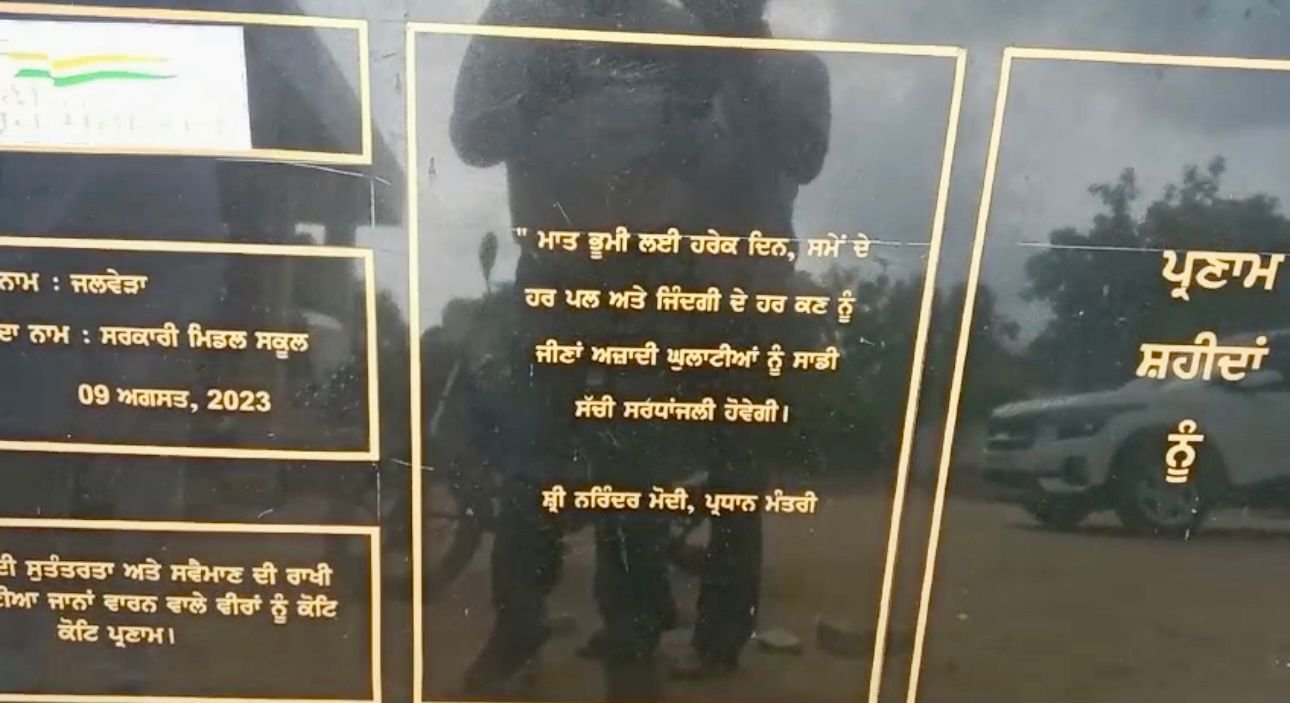 ਨਾਮ : ਜਲਵੇੜਾ
ਦਾ ਨਾਮ : ਸਰਕਾਰੀ ਮਿਡਲ ਸਕੂਲ
09 ਅਗਸਤ, 2023
ਦੀ ਸੁਤੰਤਰਤਾ ਅਤੇ ਸਵੈਮਾਣ ਦੀ ਰਾਖੀ
ਜਾਨਾਂ ਵਾਰਨ ਵਾਲੇ ਵੀਰਾਂ ਨੂੰ ਕੋਟਿ
ਕੋਟਿ ਪ੍ਰਣਾਮ।
" ਮਾਤ ਭੂਮੀ ਲਈ ਹਰੇਕ ਦਿਨ, ਸਮੇਂ ਦੇ
ਹਰ ਪਲ ਅਤੇ ਜਿੰਦਗੀ ਦੇ ਹਰ ਕਣ ਨੂੰ
ਜੀਣਾਂ ਅਜ਼ਾਦੀ ਘੁਲਾਟੀਆਂ ਨੂੰ ਸਾਡੀ
ਸੱਚੀ ਸਰਧਾਂਜਲੀ ਹੋਵੇਗੀ।
ਸ਼੍ਰੀ ਨਰਿੰਦਰ ਮੋਦੀ, ਪ੍ਰਧਾਨ ਮੰਤਰੀ
ਪ੍ਰਣਾਮ
ਸ਼ਹੀਦਾਂ
ਨੂੰ